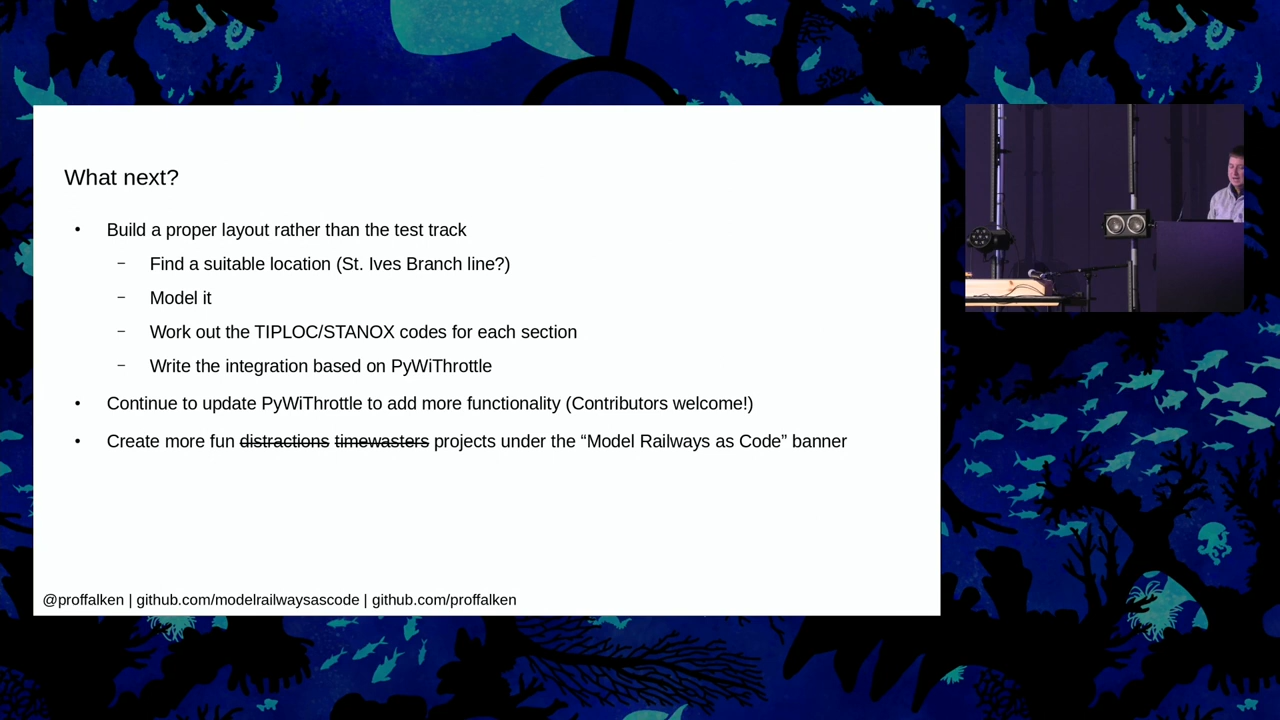 What next?
• Build a proper layout rather than the test track
– Find a suitable location (St. Ives Branch line?)
– Model it
– Work out the TIPLOC/STANOX codes for each section
– Write the integration based on PyWiThrottle
• Continue to update PyWiThrottle to add more functionality (Contributors welcome!)
• Create more fun distractions timewasters projects under the “Model Railways as Code” banner
@proffalken | github.com/modelrailwaysascode | github.com/proffalken